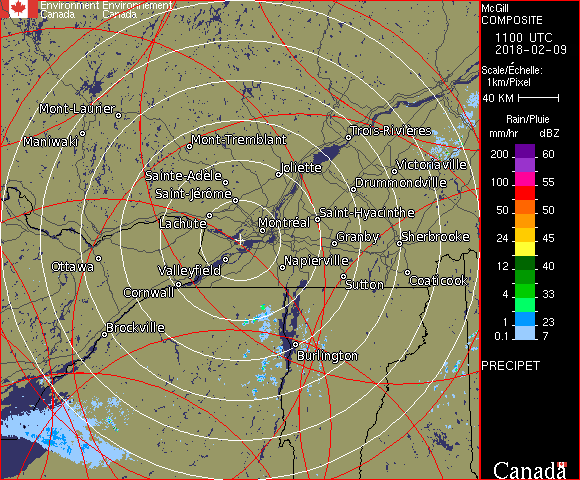 Environment Environnement
Canada Canada
McGill
COMPOSITE
1100 UTC
2018-02-09
Scale/Échelle:
1km/Pixel
40 KM
Rain/Pluie
mm/hr dBZ
200 60
100 55
50 50
24 45
12 40
4 33
1 23
0.1 7
PRECIPET
Canada
Mont-Laurier
Maniwaki
Mont-Tremblant
Trois-Rivières
Sainte-Adèle
Joliette
Victoriaville
Saint-Jérôme
Drummondville
Lachute
Montréal
Saint-Hyacinthe
Granby
Sherbrooke
Ottawa
Valleyfield
Napierville
Cornwall
Sutton
Coaticook
Brockville
Burlington